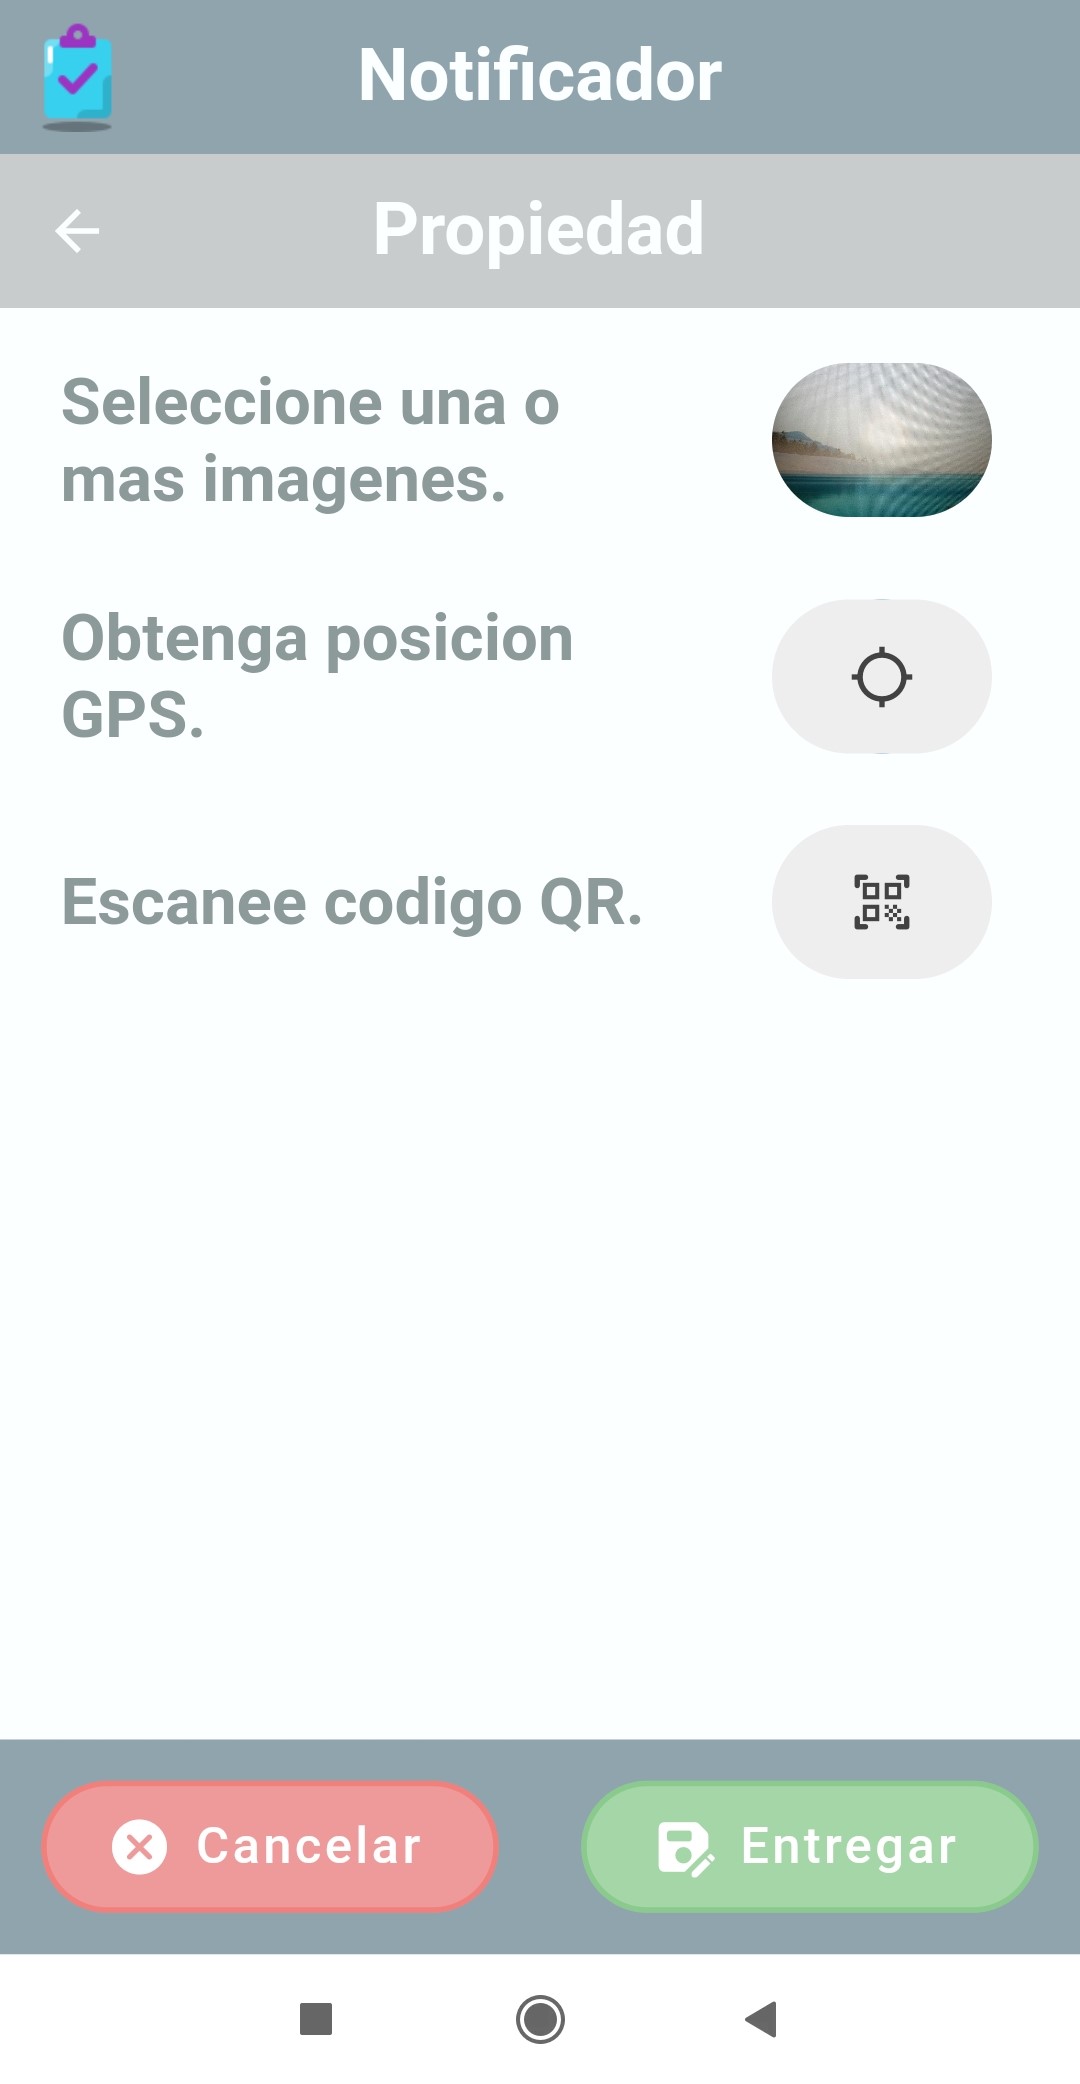 Notificador
Propiedad
Seleccione una o
mas imagenes.
Obtenga posicion
GPS.
Escanee codigo QR.
Cancelar
Entregar